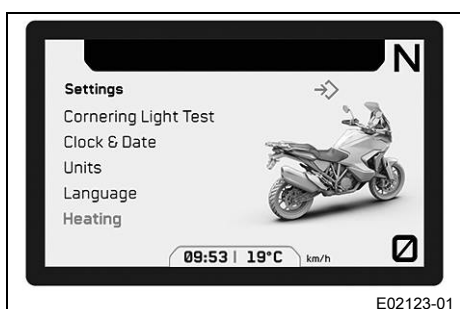 N
Settings
Cornering Light Test
Clock & Date
Units
Language
Heating
09:53 | 19°C km/h
0
E02123-01